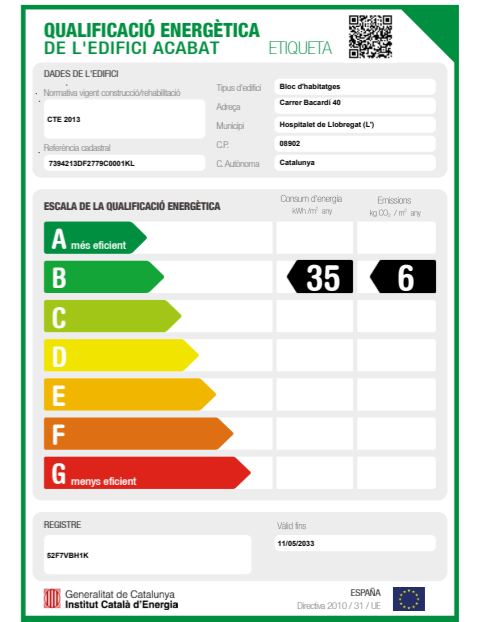 QUALIFICACIÓ ENERGÈTICA
DE L'EDIFICI ACABAT
ETIQUETA
DADES DE L'EDIFICI
Normativa vigent construcció/rehabilitació
CTE 2013
Referència cadastral
7394213DF2779C0001KL
Tipus d'edifici
Bloc d'habitatges
Adreça
Carrer Bacardí 40
Municipi
Hospitalet de Llobregat (L')
C.P.
08902
C. Autònoma
Catalunya
ESCALA DE LA QUALIFICACIÓ ENERGÈTICA
Consum d'energia
kWh /m² any
Emissions
kg CO₂ / m² any
A més eficient
B
35
6
C
D
E
F
G menys eficient
REGISTRE
52F7VBH1K
Vàlid fins
11/05/2033
Generalitat de Catalunya
Institut Català d'Energia
ESPAÑA
Directiva 2010 / 31 / UE